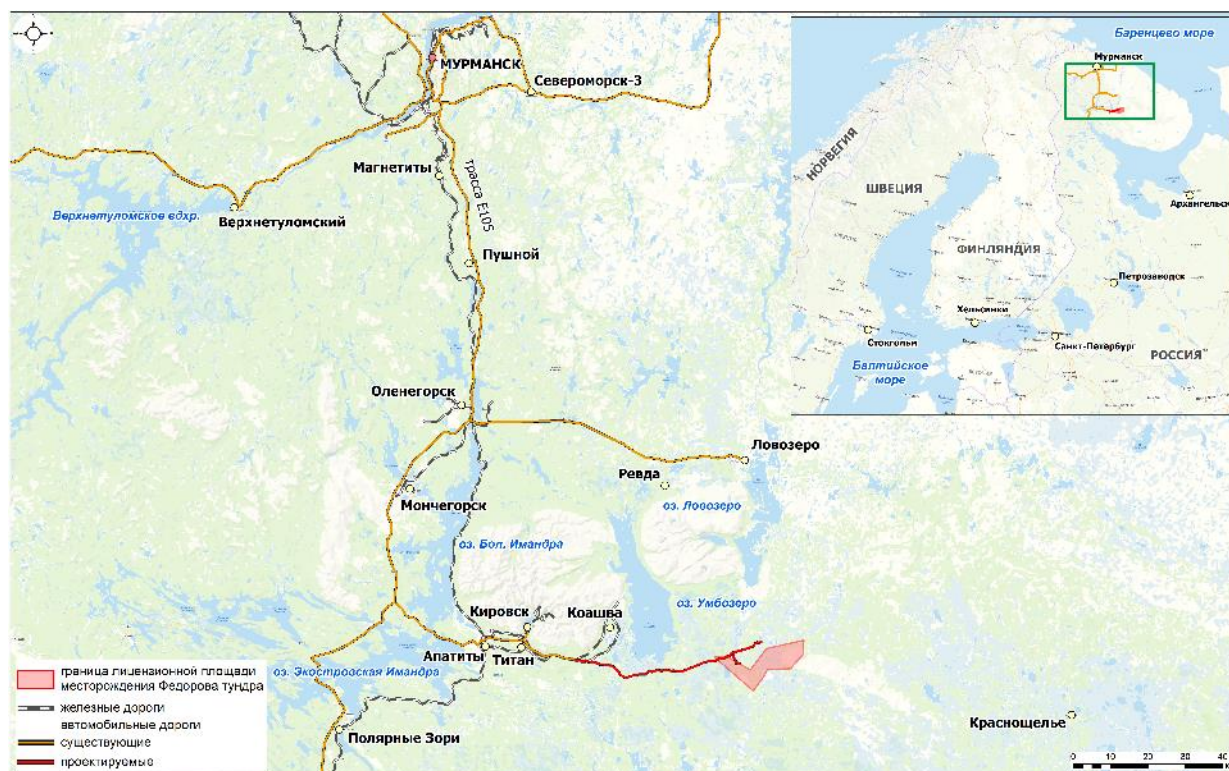 МУРМАНСК
Североморск-3
Магнетиты
трасса Е105
Верхнетуломское вдхр.
Верхнетуломский
Пушной
Оленегорск
Ловозеро
Ревда
Мончегорск
оз. Ловозеро
оз. Бол. Имандра
оз. Умбозеро
Кировск
Коашва
Апатиты
Титан
оз. Экостровская Имандра
Полярные Зори
Краснощелье
Баренцево море
Мурманск
НОРВЕГИЯ
ШВЕЦИЯ
Архангельск
ФИНЛЯНДИЯ
Петрозаводск
Хельсинки
Стокгольм
Санкт-Петербург
РОССИЯ
Балтийское
море
граница лицензионной площади
месторождения Федорова тундра
железные дороги
автомобильные дороги
существующие
проектируемые
0 10 20 40